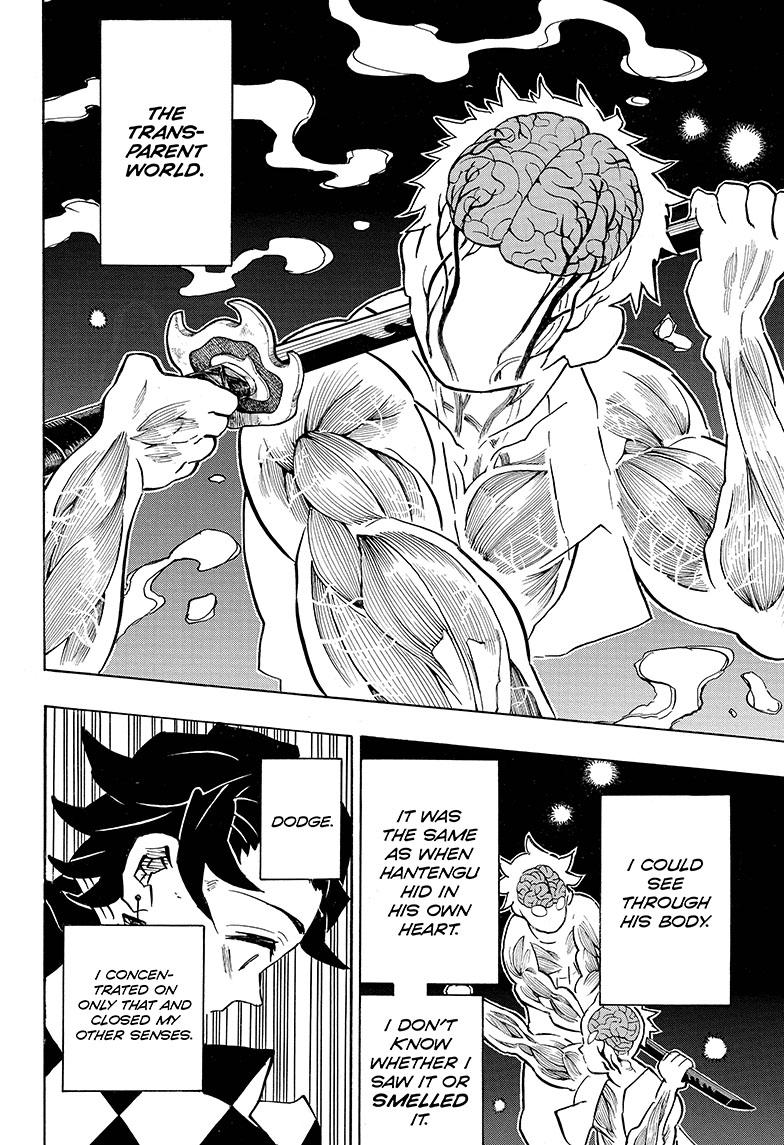 THE
TRANS-
PARENT
WORLD.
I COULD
SEE
THROUGH
HIS BODY.
IT WAS
THE SAME
AS WHEN
HANTENGU
HID IN
HIS OWN
HEART.
I DON'T
KNOW
WHETHER I
SAW IT OR
SMELLED
IT.
DODGE.
I CONCEN-
TRATED ON
ONLY THAT AND
CLOSED MY
OTHER SENSES.